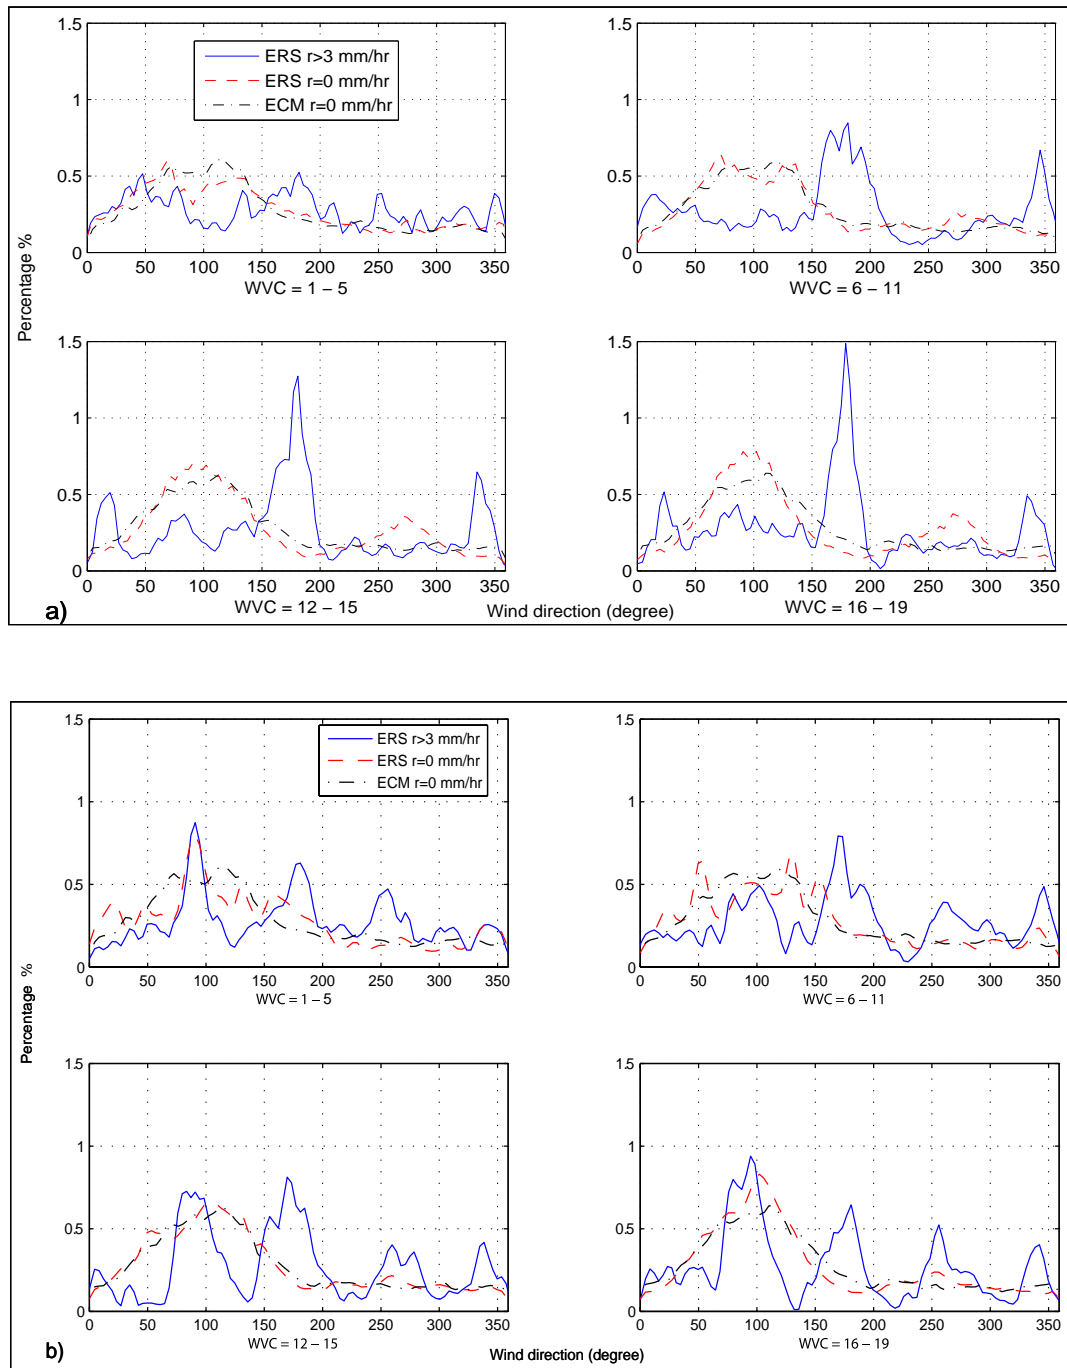 1.5
1
0.5
0
0 50 100 150 200 250 300 350
WVC = 1 – 5
ERS r>3 mm/hr
ERS r=0 mm/hr
ECM r=0 mm/hr
1.5
1
0.5
0
0 50 100 150 200 250 300 350
WVC = 6 – 11
Percentage %
1.5
1
0.5
0
0 50 100 150 200 250 300 350
WVC = 12 – 15
1.5
1
0.5
0
0 50 100 150 200 250 300 350
WVC = 16 – 19
a)
Wind direction (degree)
1.5
1
0.5
0
0 50 100 150 200 250 300 350
WVC = 1 – 5
ERS r>3 mm/hr
ERS r=0 mm/hr
ECM r=0 mm/hr
1.5
1
0.5
0
0 50 100 150 200 250 300 350
WVC = 6 – 11
Percentage %
1.5
1
0.5
0
0 50 100 150 200 250 300 350
WVC = 12 – 15
1.5
1
0.5
0
0 50 100 150 200 250 300 350
WVC = 16 – 19
b)
Wind direction (degree)